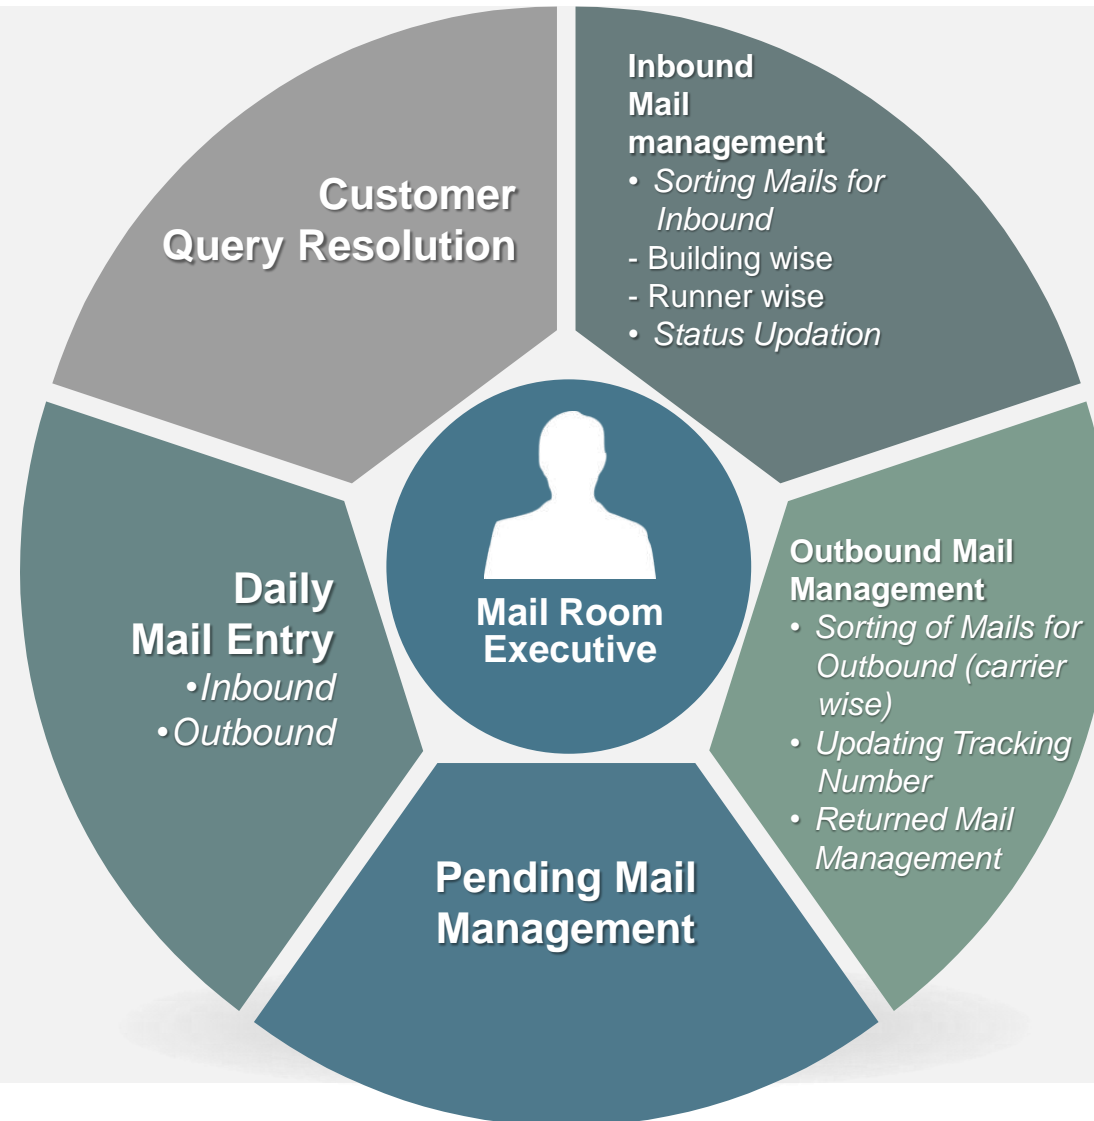 Inbound
Mail
management
• Sorting Mails for
Inbound
- Building wise
- Runner wise
• Status Updation
Customer
Query Resolution
Mail Room
Executive
Outbound Mail
Management
• Sorting of Mails for
Outbound (carrier
wise)
• Updating Tracking
Number
• Returned Mail
Management
Daily
Mail Entry
•Inbound
•Outbound
Pending Mail
Management